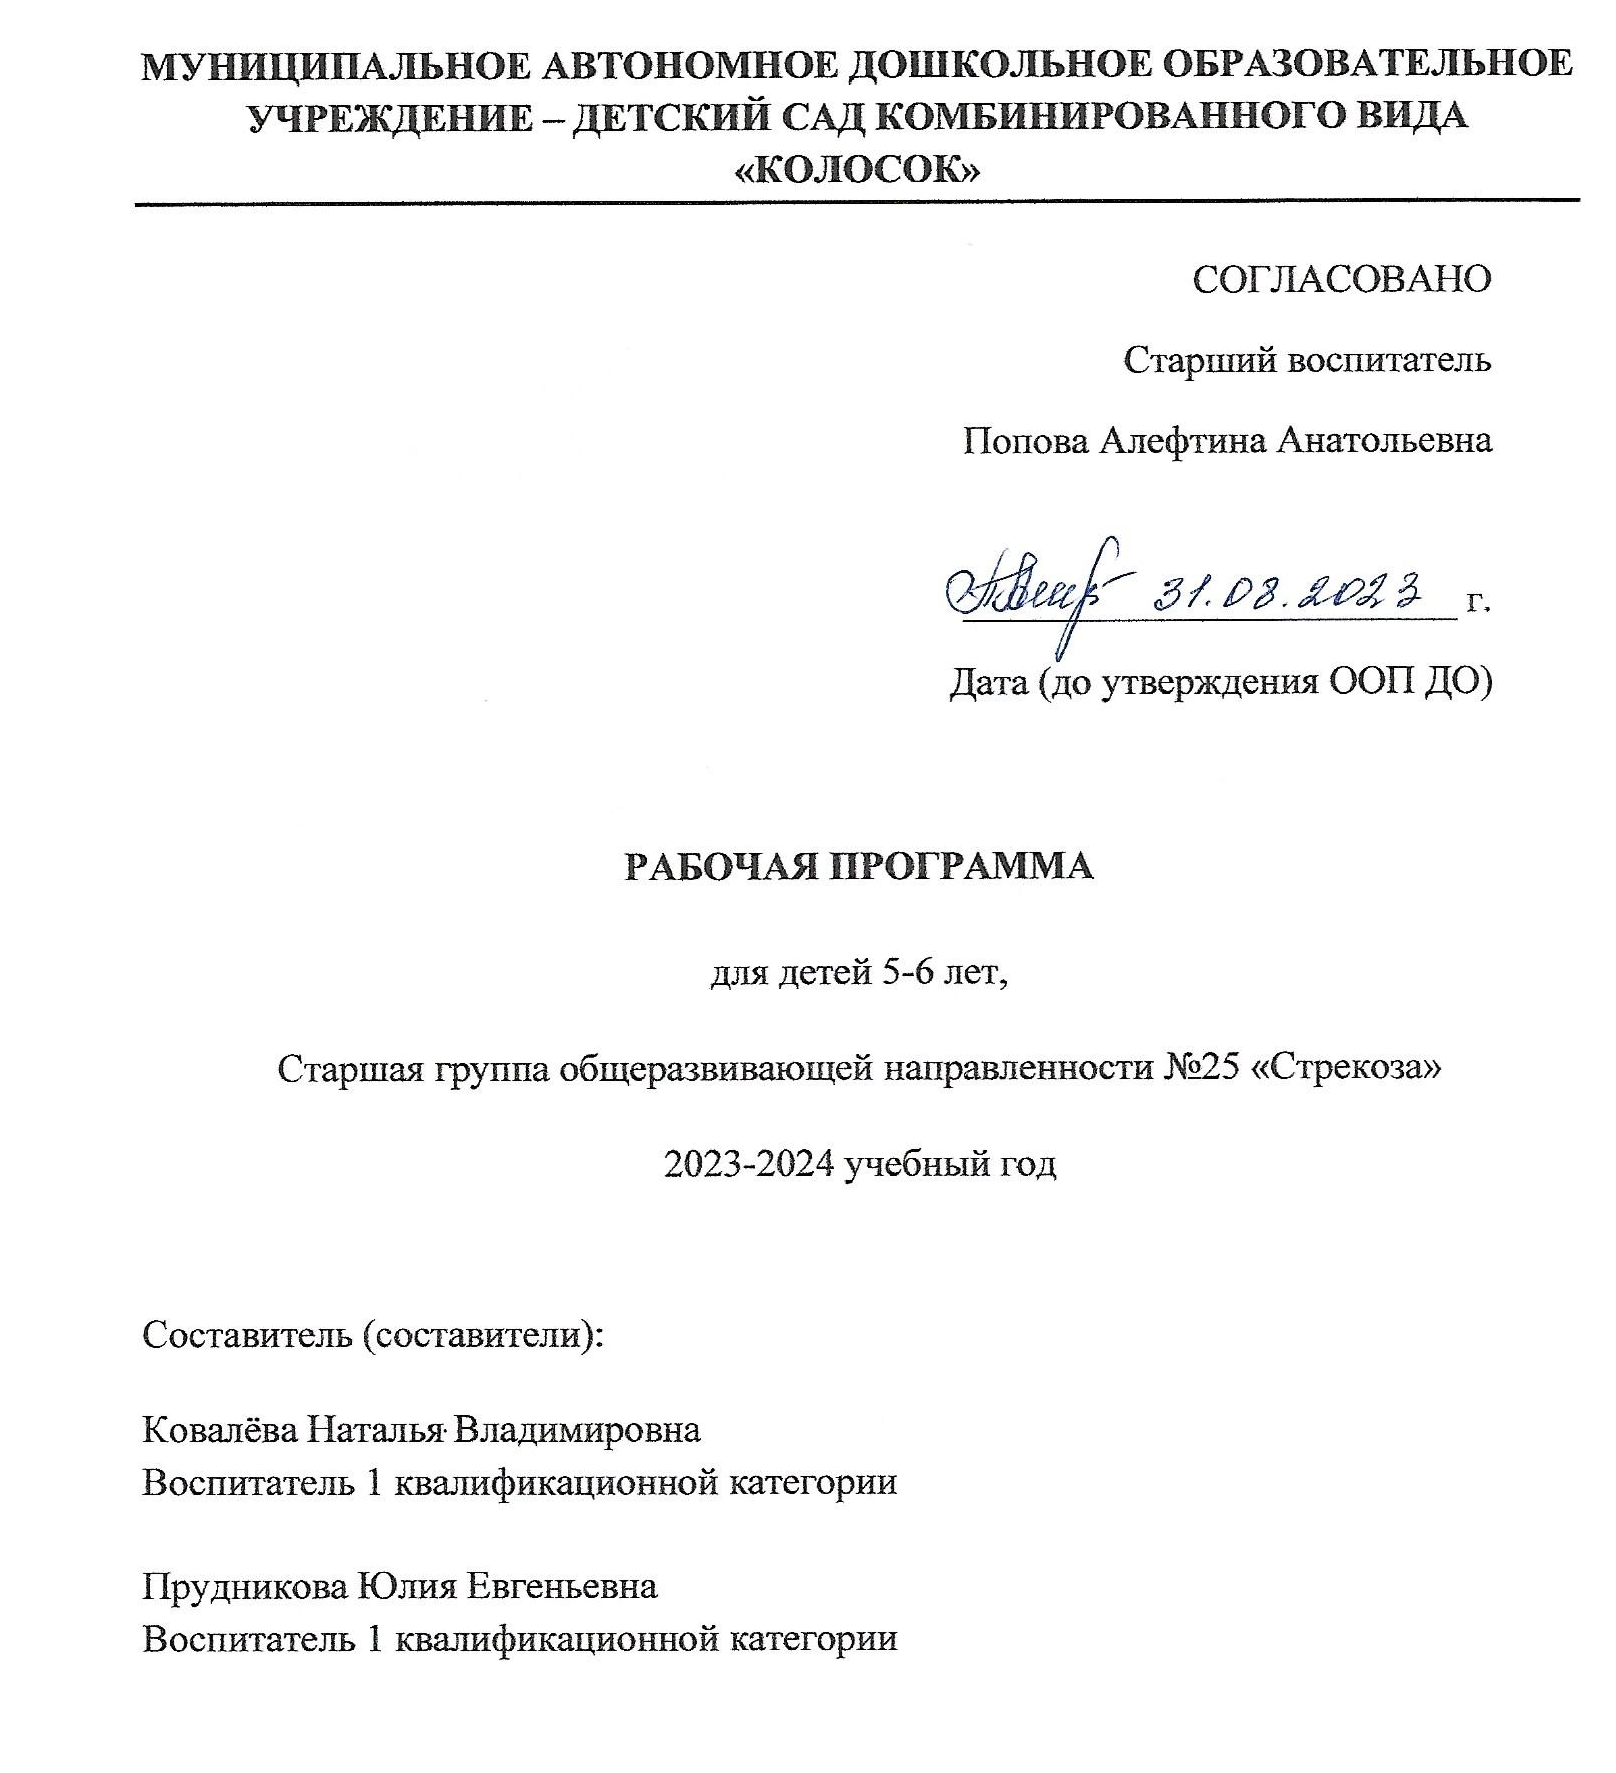 МУНИЦИПАЛЬНОЕ АВТОНОМНОЕ ДОШКОЛЬНОЕ ОБРАЗОВАТЕЛЬНОЕ
УЧРЕЖДЕНИЕ – ДЕТСКИЙ САД КОМБИНИРОВАННОГО ВИДА
«КОЛОСОК»
СОГЛАСОВАНО
Старший воспитатель
Попова Алефтина Анатольевна
31.08.2023 г.
Дата (до утверждения ООП ДО)
РАБОЧАЯ ПРОГРАММА
для детей 5-6 лет,
Старшая группа общеразвивающей направленности №25 «Стрекоза»
2023-2024 учебный год
Составитель (составители):
Ковалёва Наталья Владимировна
Воспитатель 1 квалификационной категории
Прудникова Юлия Евгеньевна
Воспитатель 1 квалификационной категории